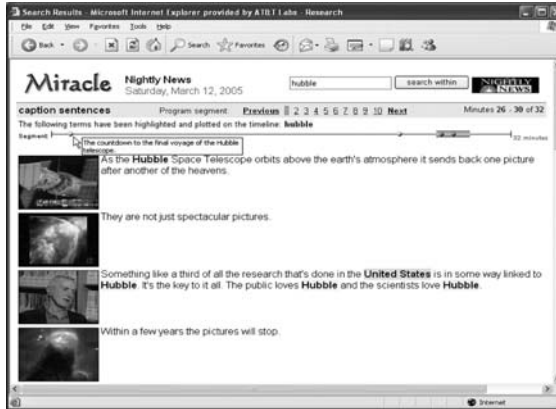 Search Results - Microsoft Internet Explorer provided by AT&T Labs - Research
File Edit View Favorites Tools Help
Back Search Favorites
Miracle Nightly News hubble search within NIGHTLY NEWS
Saturday, March 12, 2005
caption sentences Program segment: Previous 2 3 4 5 6 7 8 9 10 Next Minutes 26 - 30 of 32
The following terms have been highlighted and plotted on the timeline: hubble
Segment 32 minutes
The countdown to the final voyage of the Hubble
telescope.
As the Hubble Space Telescope orbits above the earth's atmosphere it sends back one picture
after another of the heavens.
They are not just spectacular pictures.
Something like a third of all the research that's done in the United States is in some way linked to
Hubble. It's the key to it all. The public loves Hubble and the scientists love Hubble.
Within a few years the pictures will stop.
Internet